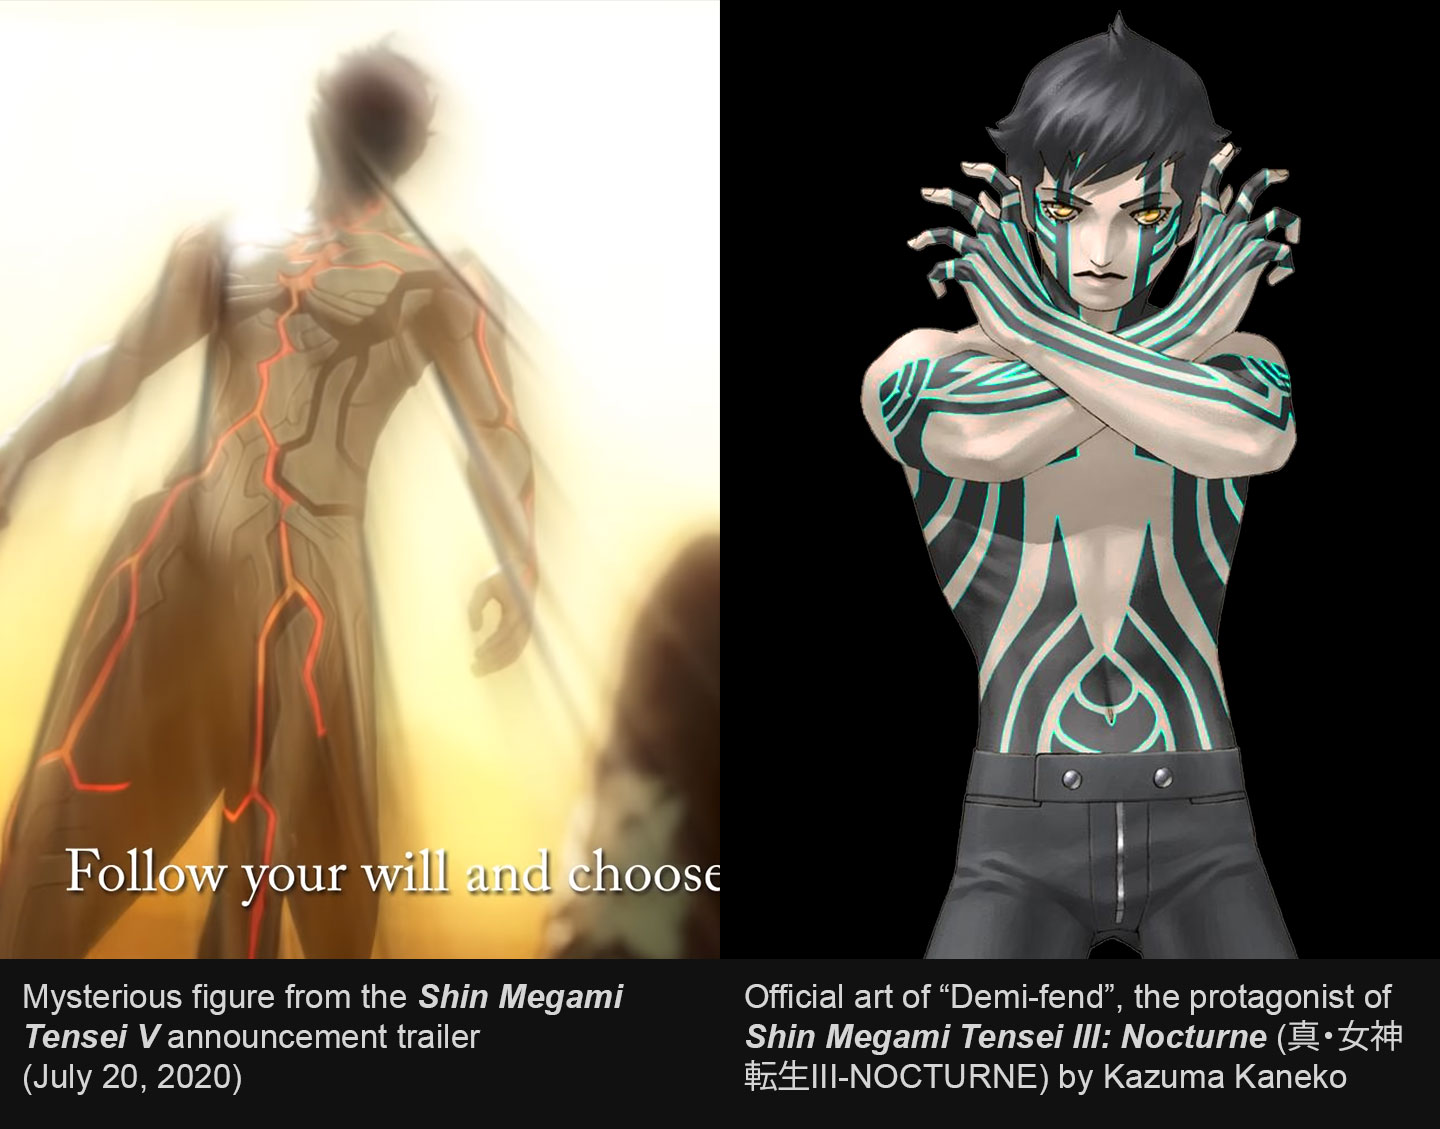 Follow your will and choose
Mysterious figure from the Shin Megami
Tensei V announcement trailer
(July 20, 2020)
Official art of “Demi-fend”, the protagonist of
Shin Megami Tensei III: Nocturne (真・女神
転生III-NOCTURNE) by Kazuma Kaneko